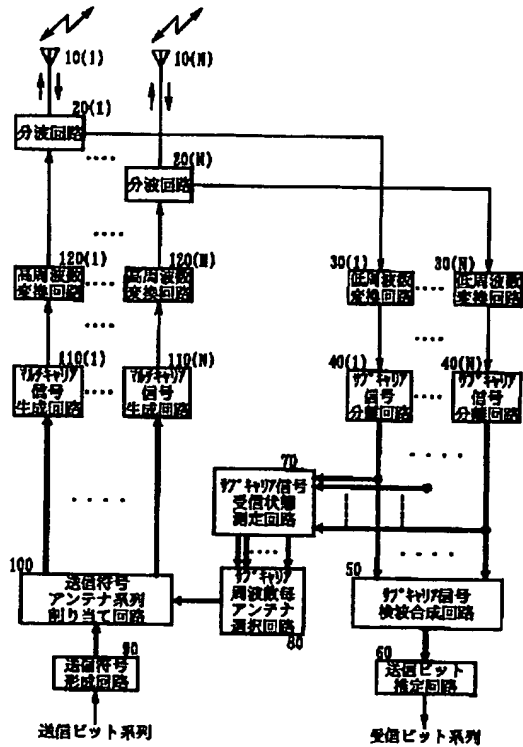 10(1)
10(N)
20(1)
分波回路
20(N)
分波回路
120(1)
高周波数
変換回路
120(N)
高周波数
変換回路
30(1)
低周波数
変換回路
30(N)
低周波数
変換回路
110(1)
マルチキャリア
信号
生成回路
110(N)
マルチキャリア
信号
生成回路
40(1)
サブキャリア
信号
分離回路
40(N)
サブキャリア
信号
分離回路
70
サブキャリア信号
受信状態
測定回路
100
送信符号
アンテナ系列
割り当て回路
サブキャリア
周波数毎
アンテナ
選択回路
80
50
サブキャリア信号
検波合成回路
90
送信符号
形成回路
60
送信ビット
推定回路
送信ビット系列
受信ビット系列